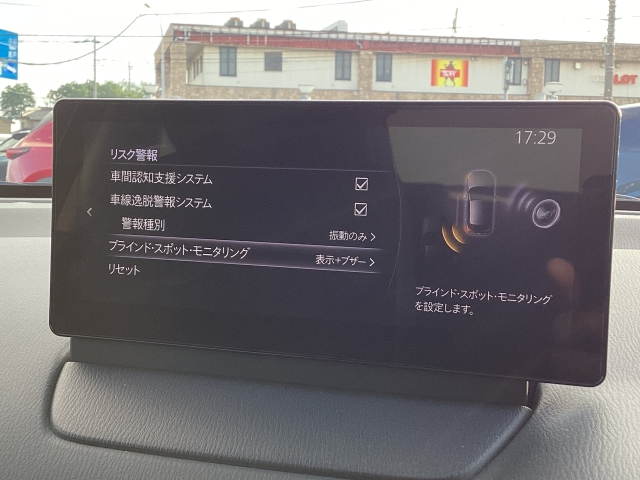 17:29
リスク警報
車間認知支援システム
車線逸脱警報システム
警報種別
振動のみ
ブラインド・スポット・モニタリング
表示+ブザー
リセット
ブラインド・スポット・モニタリング
を設定します。